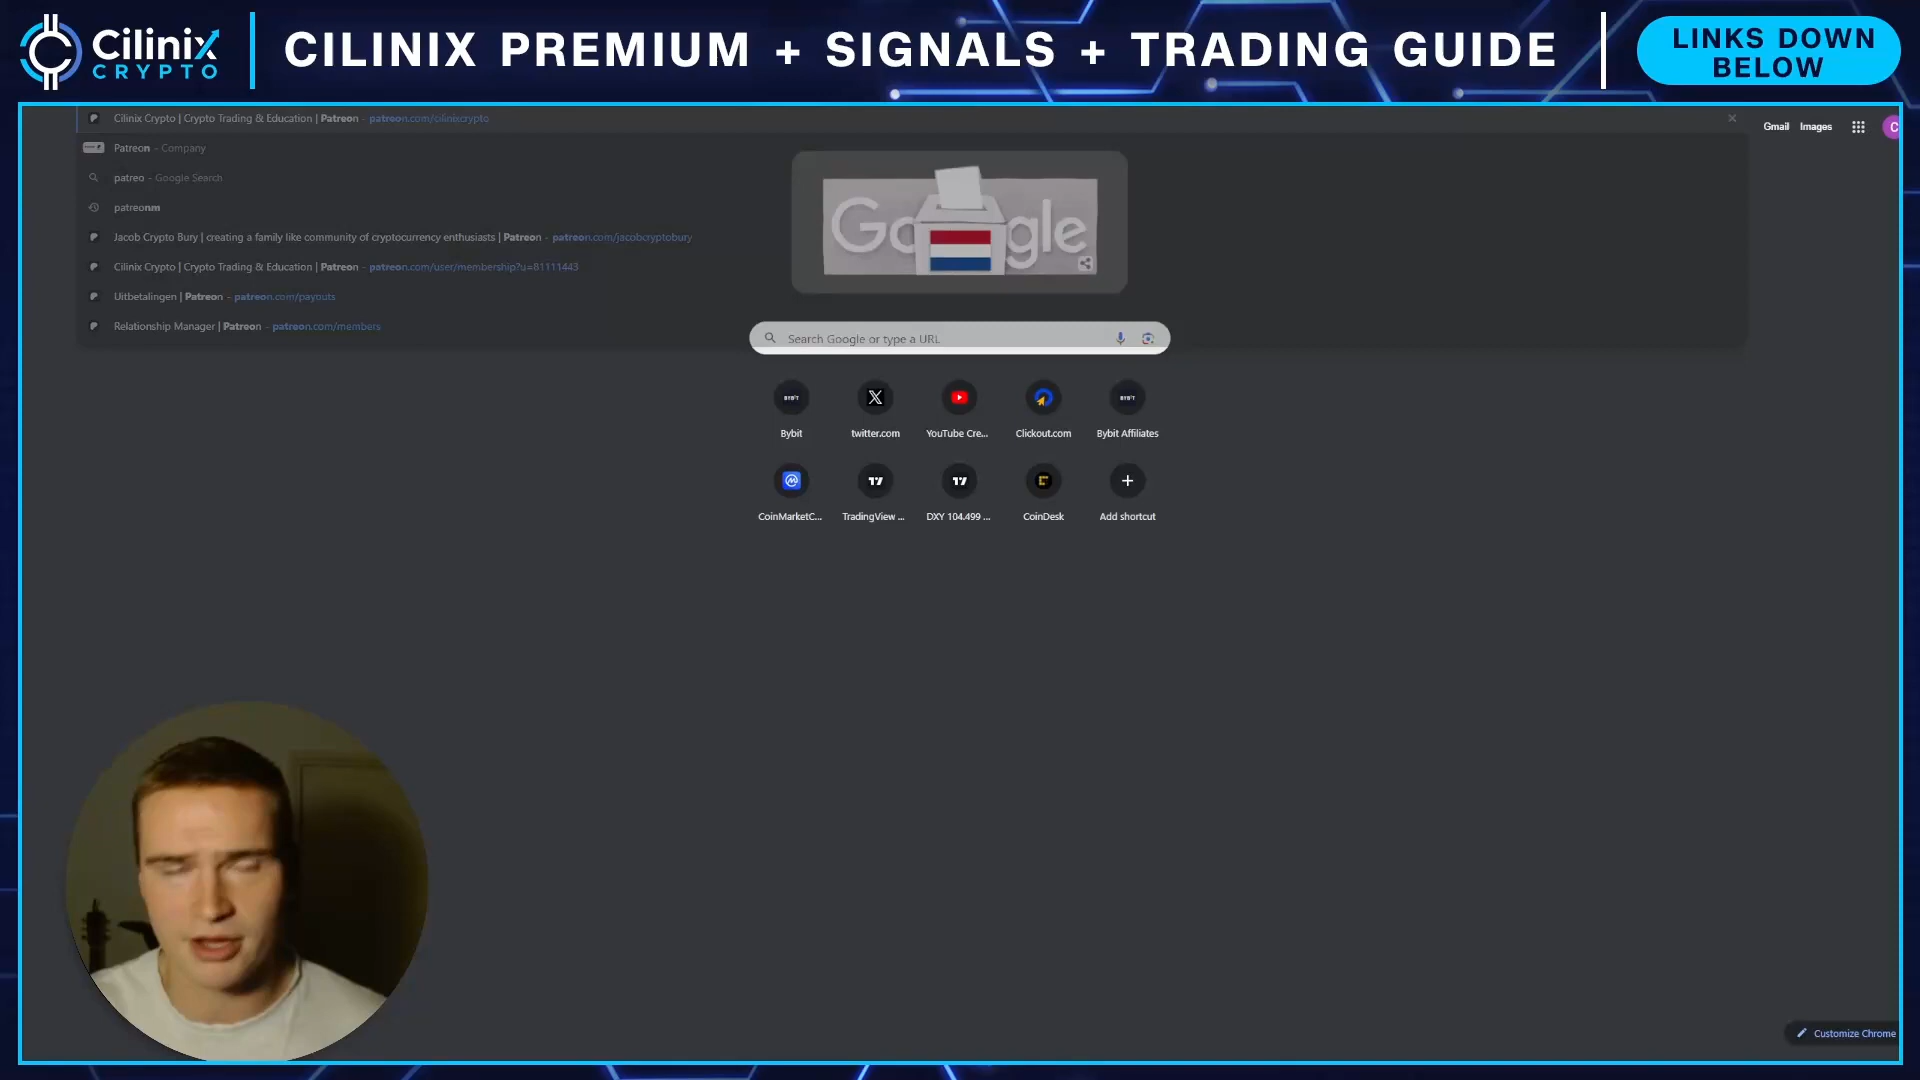 Cilinix
CRYPTO
CILINIX PREMIUM + SIGNALS + TRADING GUIDE
LINKS DOWN
BELOW
Cilinix Crypto | Crypto Trading & Education | Patreon - patreon.com/cilinixcrypto
Gmail Images
C
Patreon - Company
patreo - Google Search
patreonm
Jacob Crypto Bury | creating a family like community of cryptocurrency enthusiasts | Patreon - patreon.com/jacobcryptobury
Cilinix Crypto | Crypto Trading & Education | Patreon - patreon.com/user/membership?u=81111443
Uitbetalingen | Patreon - patreon.com/payouts
Relationship Manager | Patreon - patreon.com/members
Google
Search Google or type a URL
Bybit
twitter.com
YouTube Cre...
Clickout.com
Bybit Affiliates
CoinMarketC...
TradingView ...
DXY 104.499 ...
CoinDesk
Add shortcut
Customize Chrome